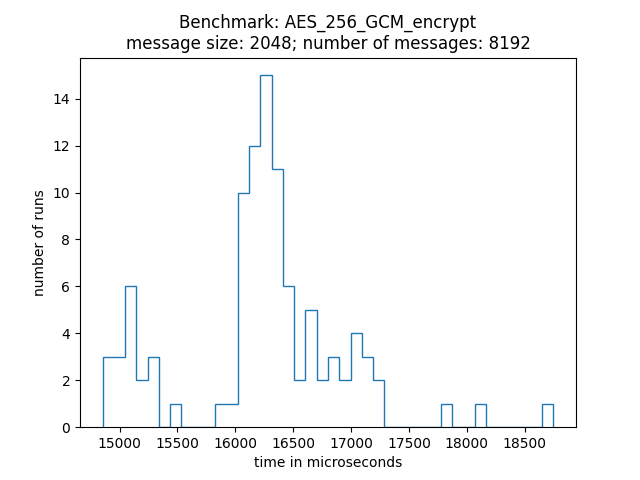 Benchmark: AES_256_GCM_encrypt
message size: 2048; number of messages: 8192
14
12
10
8
6
4
2
0
number of runs
15000 15500 16000 16500 17000 17500 18000 18500
time in microseconds